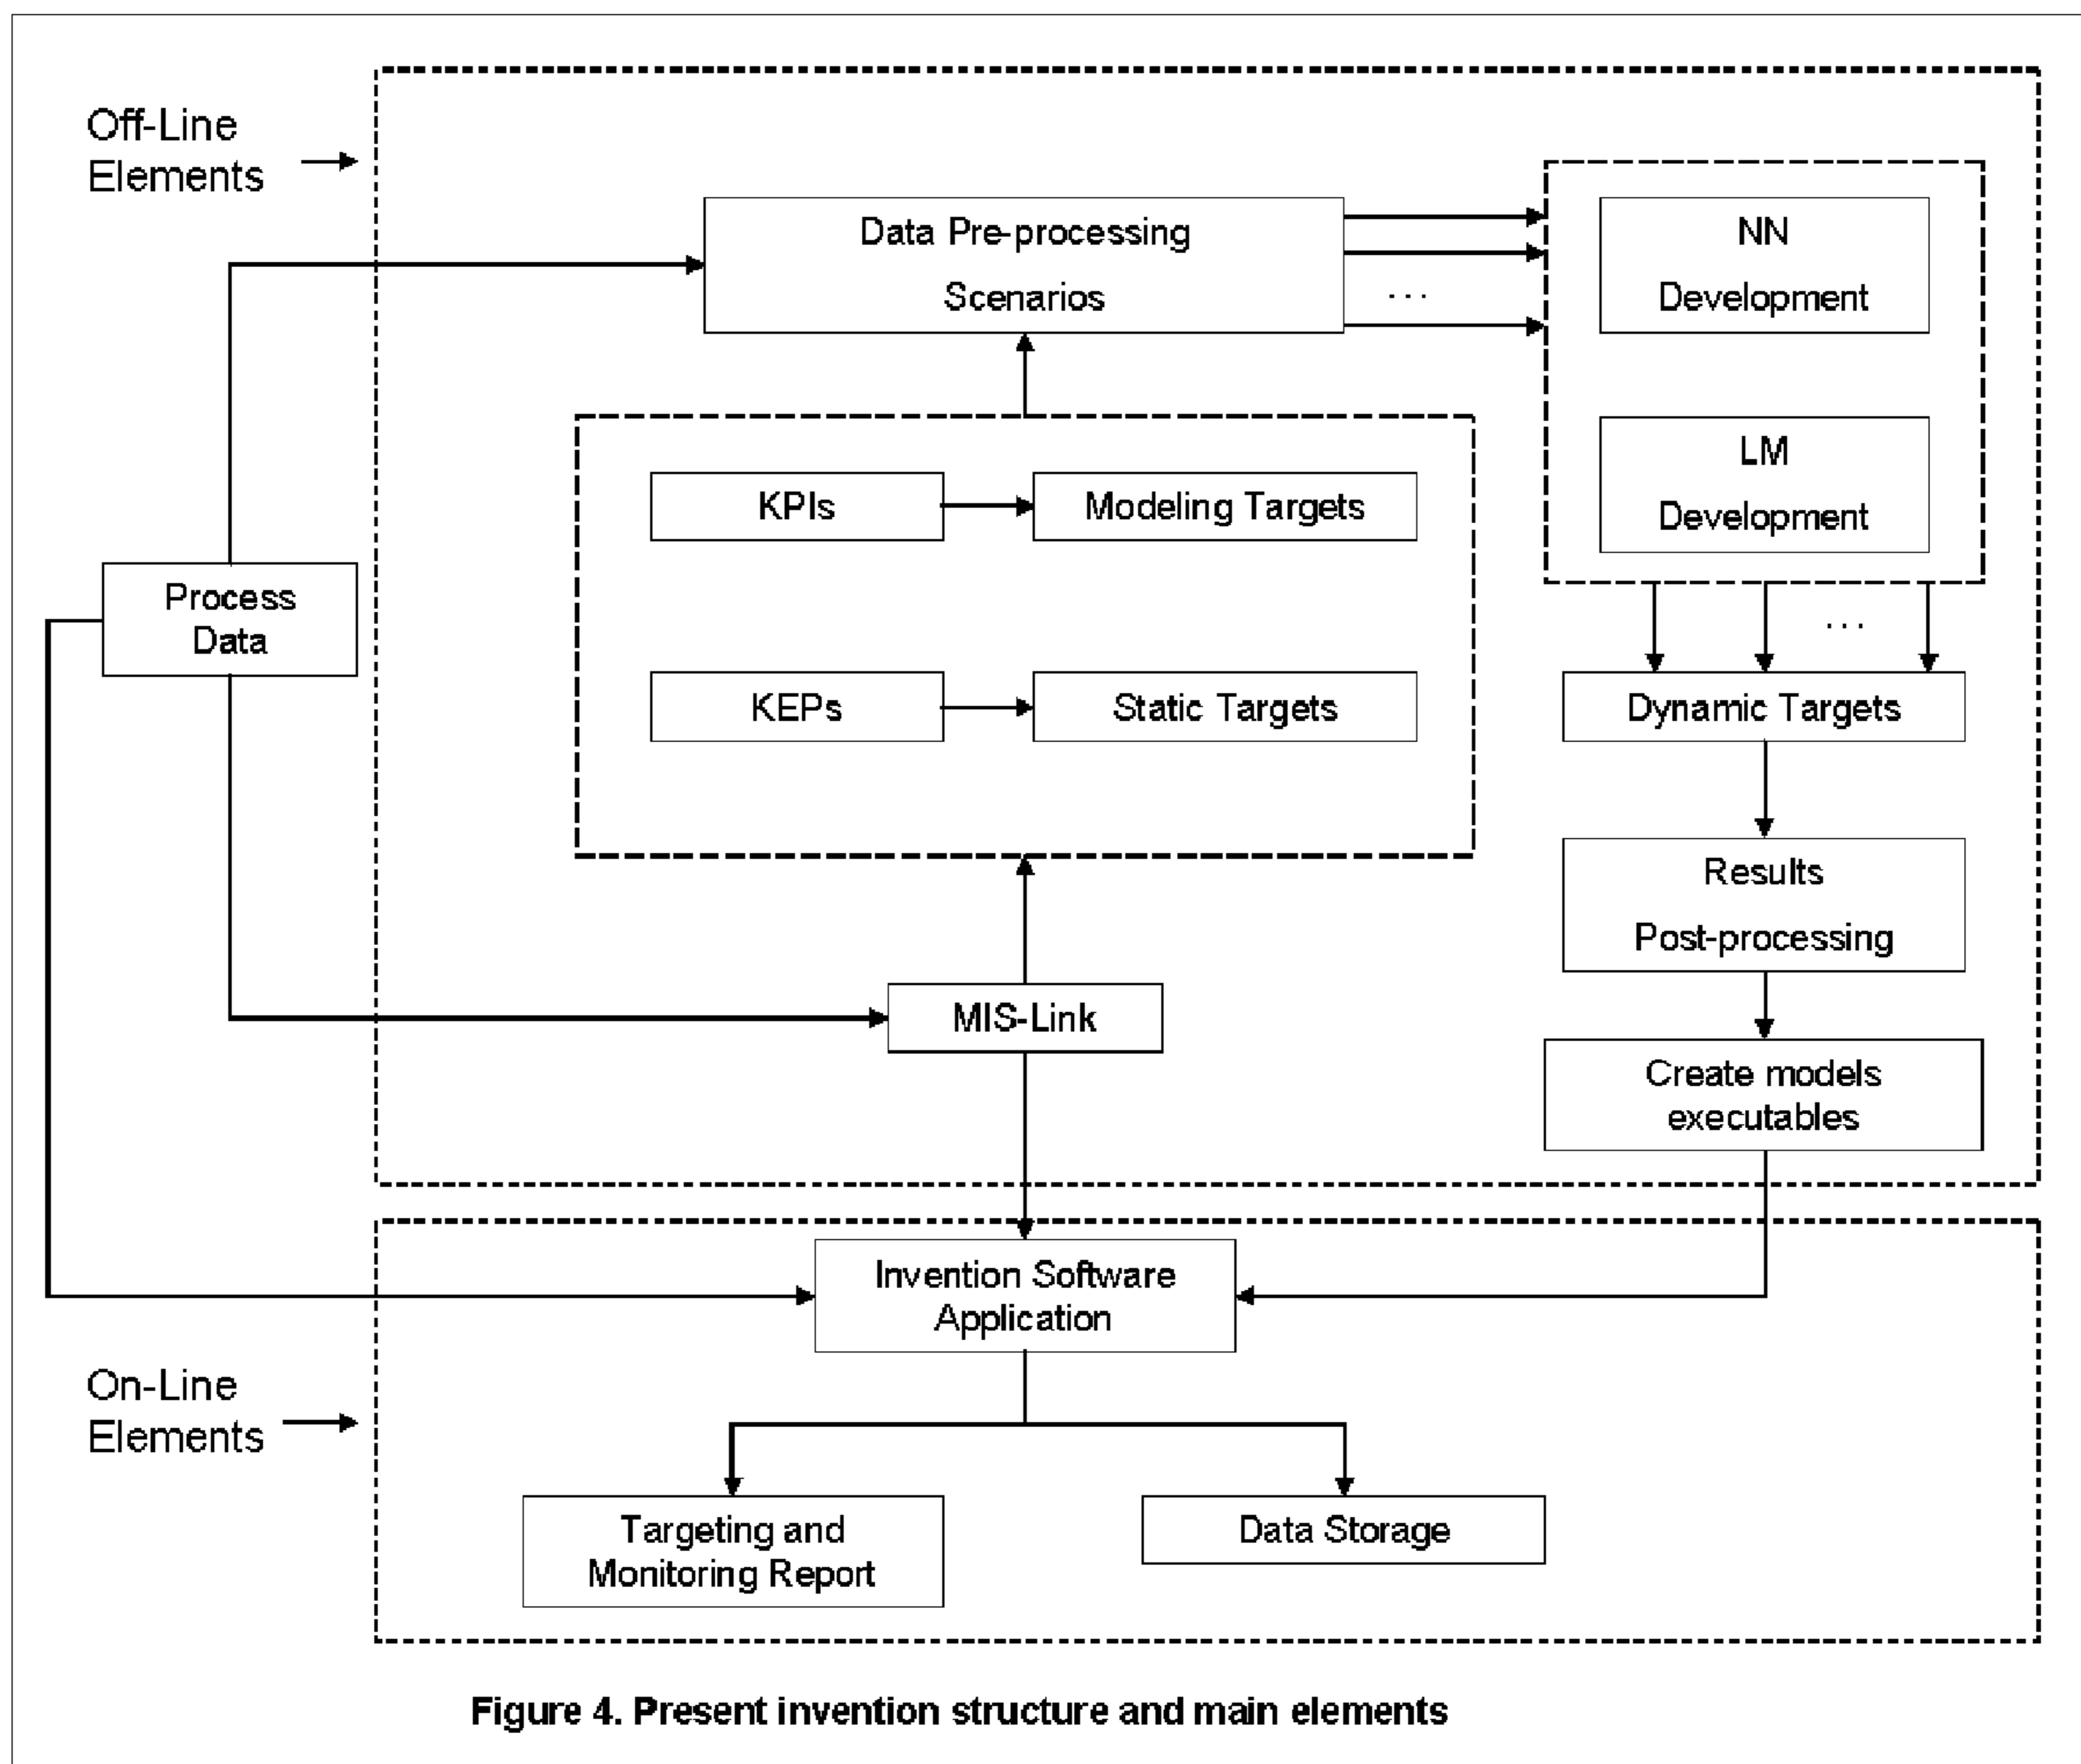 Off-Line
Elements
Data Pre-processing
Scenarios
. . .
NN
Development
LM
Development
KPIs
Modeling Targets
Process
Data
. . .
KEPs
Static Targets
Dynamic Targets
Results
Post-processing
MIS-Link
Create models
executables
Invention Software
Application
On-Line
Elements
Targeting and
Monitoring Report
Data Storage
Figure 4. Present invention structure and main elements